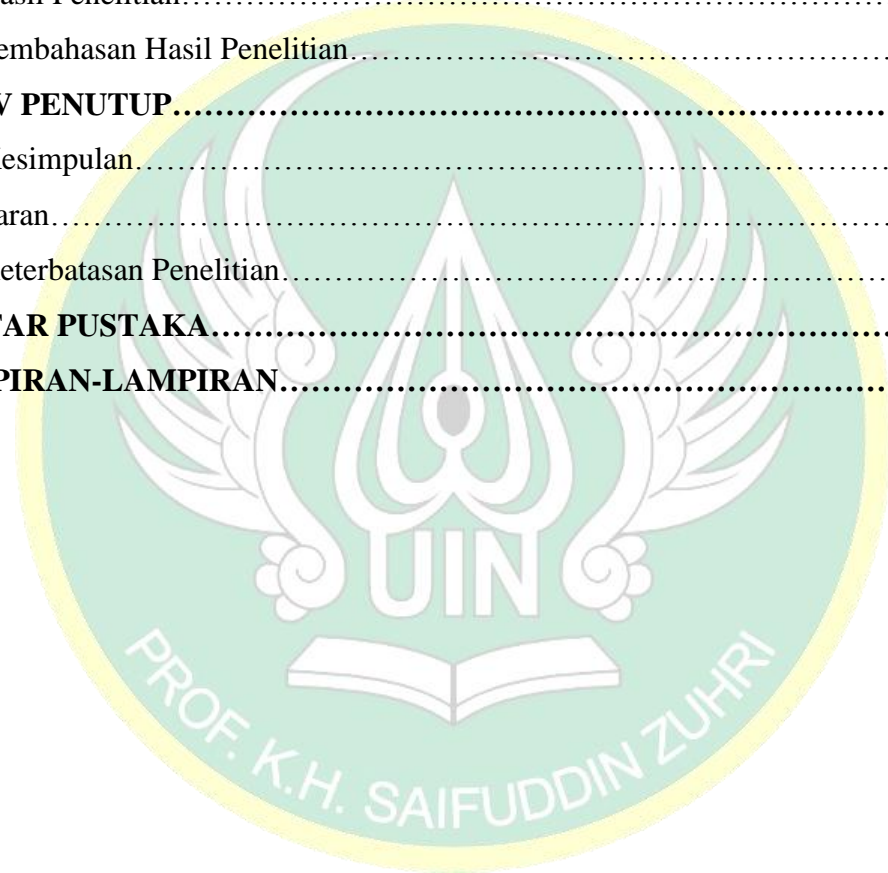 asil Penelitian……………………………………………………………
embahasan Hasil Penelitian……………………………………………
V PENUTUP……………………………………………………………
esimpulan…………………………………………………………………
aran…………………………………………………………………………
eterbatasan Penelitian……………………………………………………
TAR PUSTAKA…………………………………………………………
PIRAN-LAMPIRAN……………………………………………………
UIN
PROF. K.H. SAIFUDDIN ZUHRI